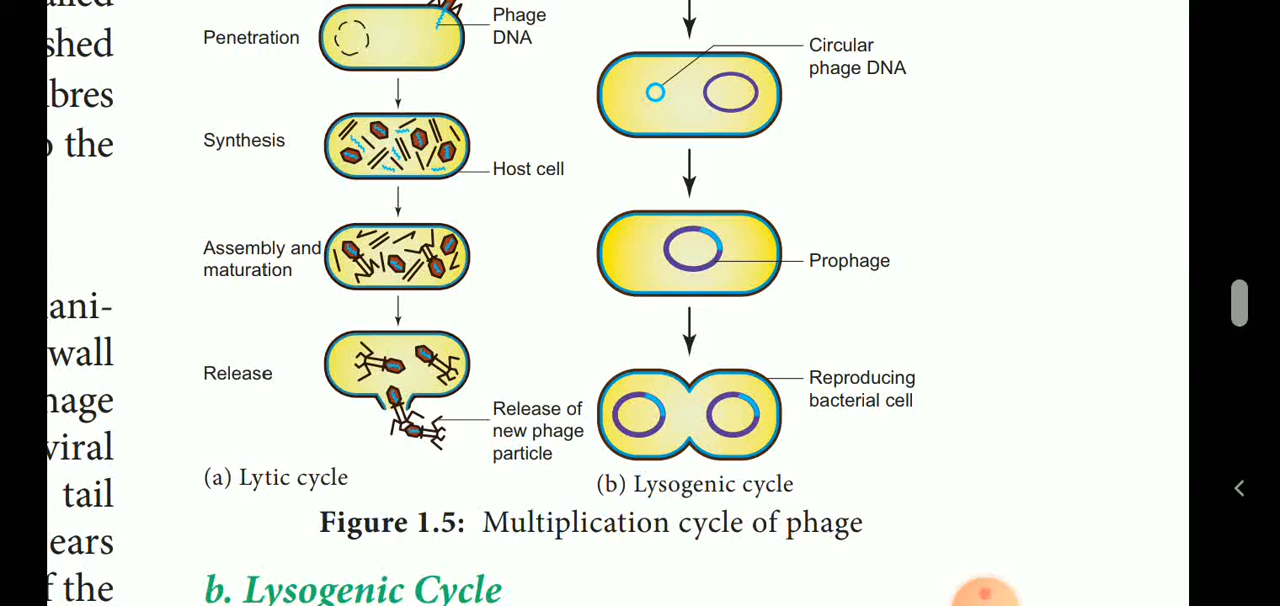 shed
ibres
the
ani-
wall
hage
viral
tail
ears
f the
Penetration
Phage
DNA
Synthesis
Host cell
Assembly and
maturation
Release
Release of
new phage
particle
(a) Lytic cycle
Circular
phage DNA
Prophage
Reproducing
bacterial cell
(b) Lysogenic cycle
Figure 1.5: Multiplication cycle of phage
b. Lysogenic Cycle